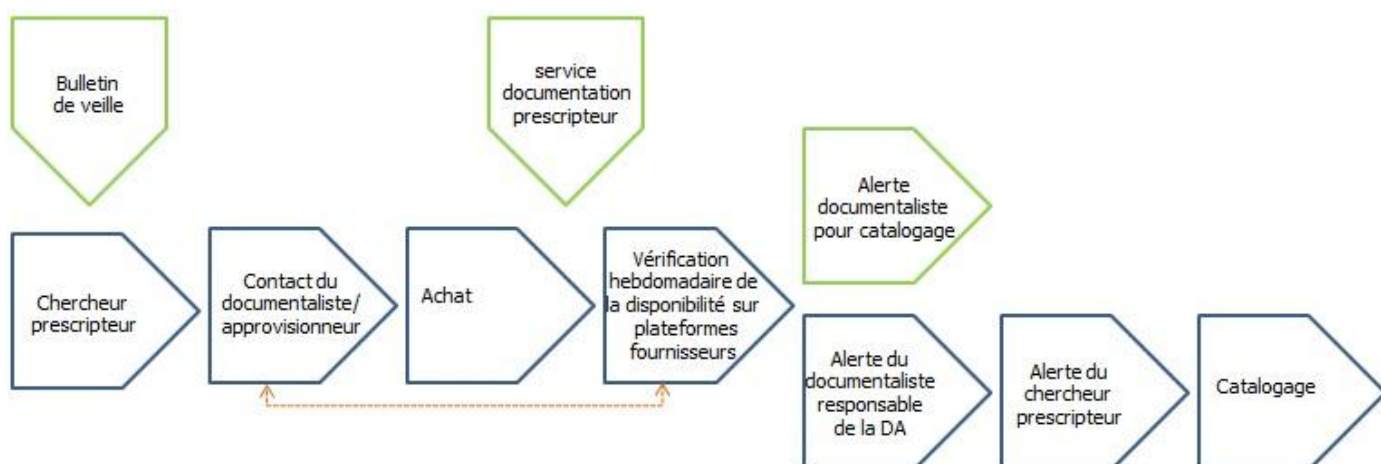 Bulletin
de veille
service
documentation
prescripteur
Alerte
documentaliste
pour catalogage
Chercheur
prescripteur
Contact du
documentaliste/
approvisionneur
Achat
Vérification
hebdomadaire de
la disponibilité sur
plateformes
fournisseurs
Alerte du
documentaliste
responsable
de la DA
Alerte du
chercheur
prescripteur
Catalogage